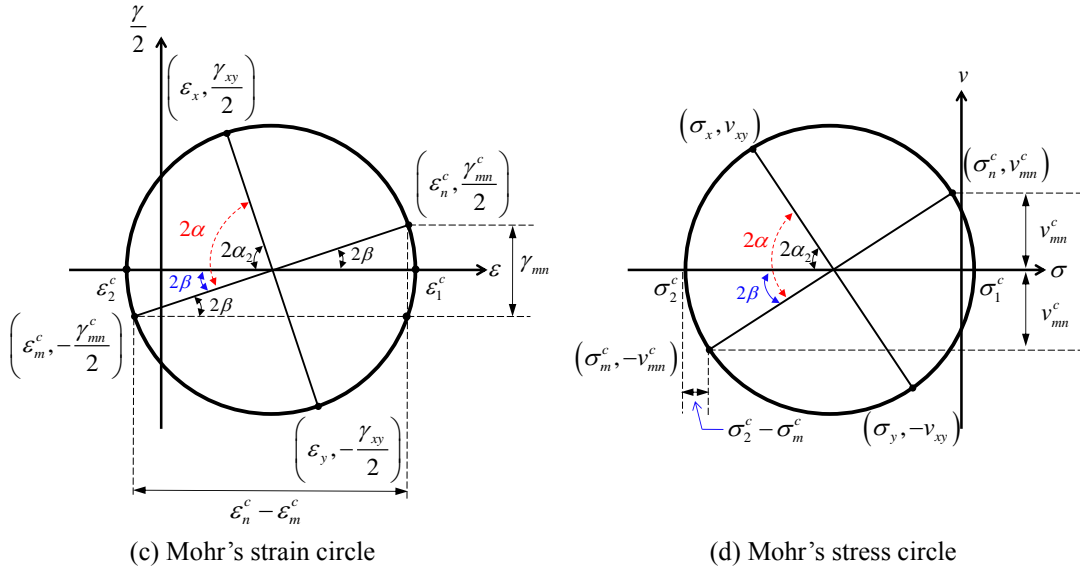 γ/2
(ε_x, γ_xy/2)
(ε_n^c, γ_mn^c/2)
2α
2α_2
2β
γ_mn
ε
ε_2^c
ε_1^c
2β
2β
(ε_m^c, -γ_mn^c/2)
(ε_y, -γ_xy/2)
ε_n^c - ε_m^c
(c) Mohr's strain circle
v
(σ_x, v_xy)
(σ_n^c, v_mn^c)
2α
2α_2
v_mn^c
σ
σ_2^c
σ_1^c
2β
v_mn^c
(σ_m^c, -v_mn^c)
σ_2^c - σ_m^c
(σ_y, -v_xy)
(d) Mohr's stress circle